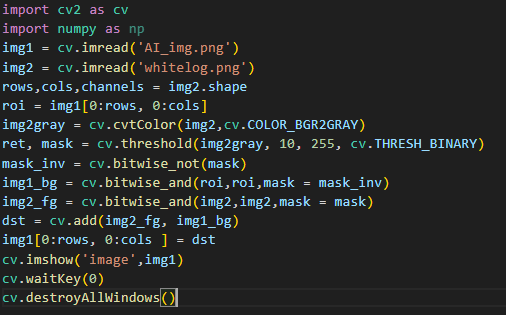 import cv2 as cv
import numpy as np
img1 = cv.imread('AI_img.png')
img2 = cv.imread('whitelog.png')
rows,cols,channels = img2.shape
roi = img1[0:rows, 0:cols]
img2gray = cv.cvtColor(img2,cv.COLOR_BGR2GRAY)
ret, mask = cv.threshold(img2gray, 10, 255, cv.THRESH_BINARY)
mask_inv = cv.bitwise_not(mask)
img1_bg = cv.bitwise_and(roi,roi,mask = mask_inv)
img2_fg = cv.bitwise_and(img2,img2,mask = mask)
dst = cv.add(img2_fg, img1_bg)
img1[0:rows, 0:cols ] = dst
cv.imshow('image',img1)
cv.waitKey(0)
cv.destroyAllWindows()